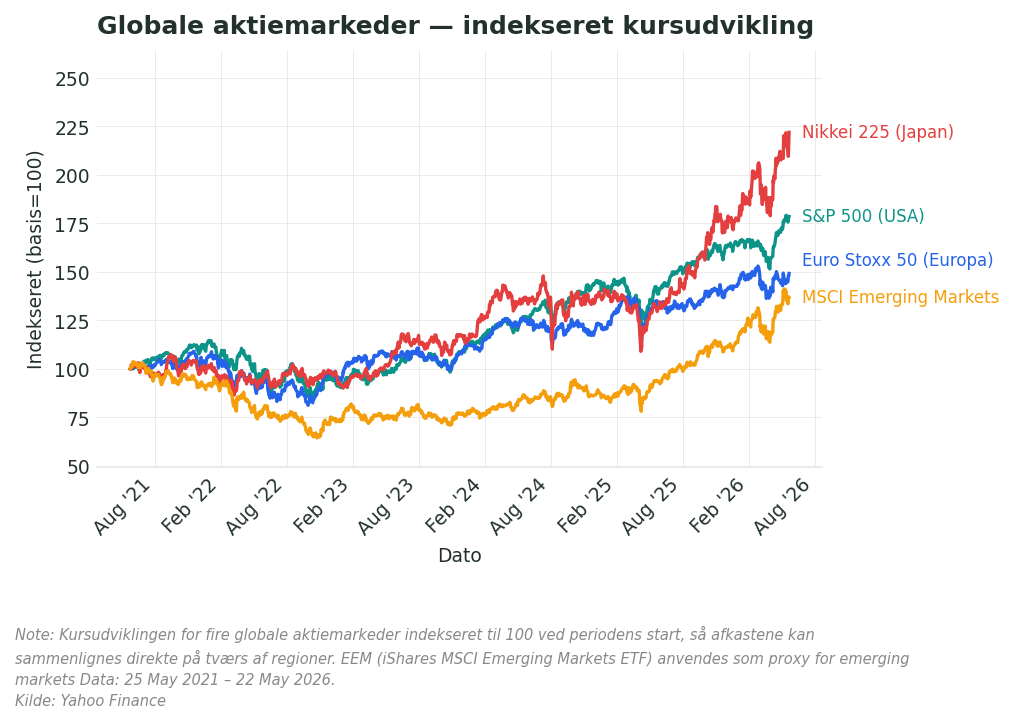 Globale aktiemarkeder — indekseret kursudvikling
Indekseret (basis=100)
250
225
200
175
150
125
100
75
50
Nikkei 225 (Japan)
S&P 500 (USA)
Euro Stoxx 50 (Europa)
MSCI Emerging Markets
Aug '21
Feb '22
Aug '22
Feb '23
Aug '23
Feb '24
Aug '24
Feb '25
Aug '25
Feb '26
Aug '26
Dato
Note: Kursudviklingen for fire globale aktiemarkeder indekseret til 100 ved periodens start, så afkastene kan
sammenlignes direkte på tværs af regioner. EEM (iShares MSCI Emerging Markets ETF) anvendes som proxy for emerging
markets Data: 25 May 2021 – 22 May 2026.
Kilde: Yahoo Finance